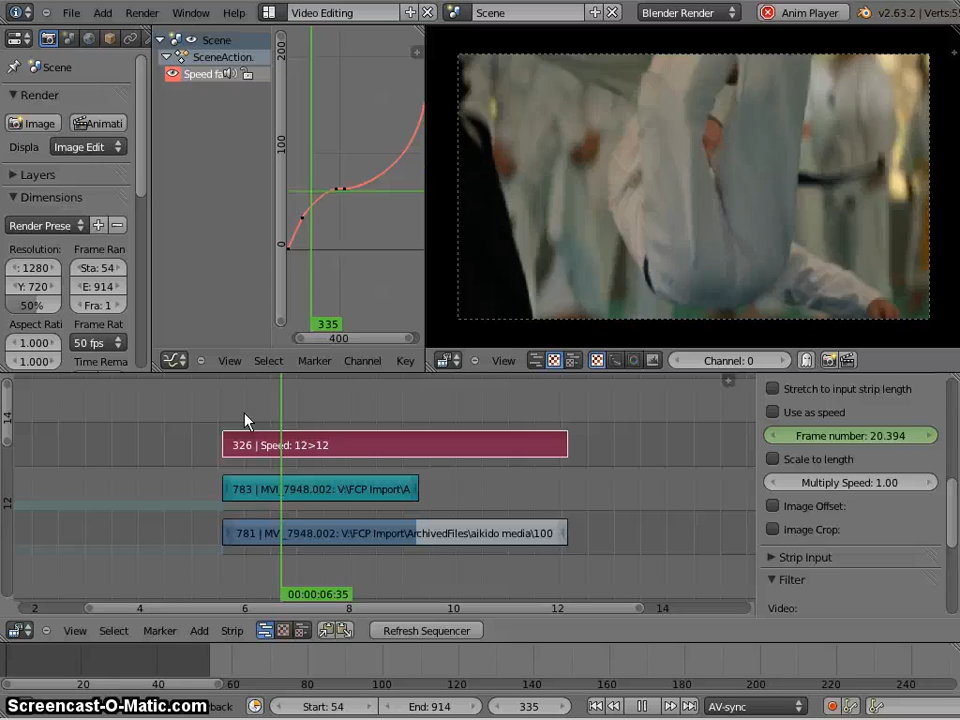 File Add Render Window Help Video Editing Scene Blender Render Anim Player v2.63.2 | Verts:5
Scene
Render
Image Animati
Displa Image Edit
Layers
Dimensions
Render Prese
Resolution: Frame Ran
: 1280 Sta: 54
Y: 720 E: 914
50% Fra: 1
Aspect Rati Frame Rat
1.000 50 fps
1.000 Time Rema
Scene
SceneAction.
Speed fa
200
100
0
335
400
View Select Marker Channel Key
View Channel: 0
14
12
326 | Speed: 12>12
783 | MVI_7948.002: V:\FCP Import\A
781 | MVI_7948.002: V:\FCP Import\ArchivedFiles\aikido media\100
00:00:06:35
2 4 6 8 10 12 14
Stretch to input strip length
Use as speed
Frame number: 20.394
Scale to length
Multiply Speed: 1.00
Image Offset:
Image Crop:
Strip Input
Filter
Video:
View Select Marker Add Strip Refresh Sequencer
20 40 60 80 100 120 140 160 180 200 220 240
Screencast-O-Matic.com back Start: 54 End: 914 335 AV-sync